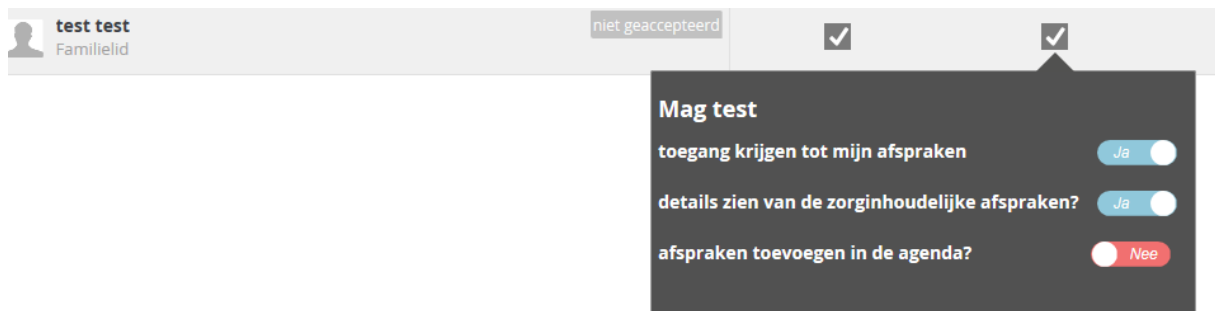 test test
niet geaccepteerd
Familielid
Mag test
toegang krijgen tot mijn afspraken
Ja
details zien van de zorginhoudelijke afspraken?
Ja
afspraken toevoegen in de agenda?
Nee